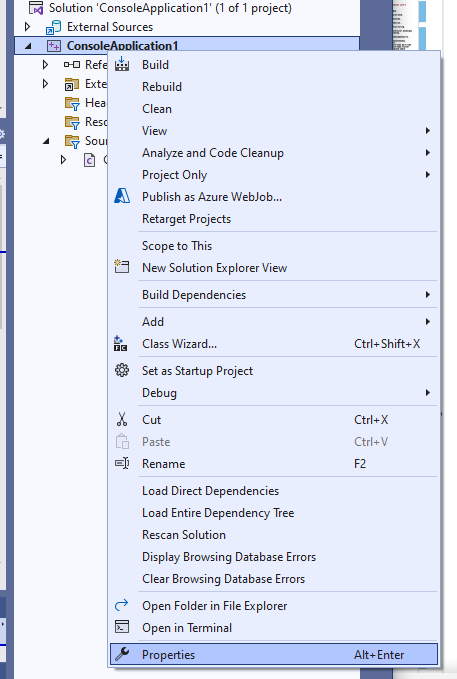 Solution 'ConsoleApplication1' (1 of 1 project)
External Sources
ConsoleApplication1
Build
Rebuild
Clean
View
Analyze and Code Cleanup
Project Only
Publish as Azure WebJob...
Retarget Projects
Scope to This
New Solution Explorer View
Build Dependencies
Add
Class Wizard... Ctrl+Shift+X
Set as Startup Project
Debug
Cut Ctrl+X
Paste Ctrl+V
Rename F2
Load Direct Dependencies
Load Entire Dependency Tree
Rescan Solution
Display Browsing Database Errors
Clear Browsing Database Errors
Open Folder in File Explorer
Open in Terminal
Properties Alt+Enter